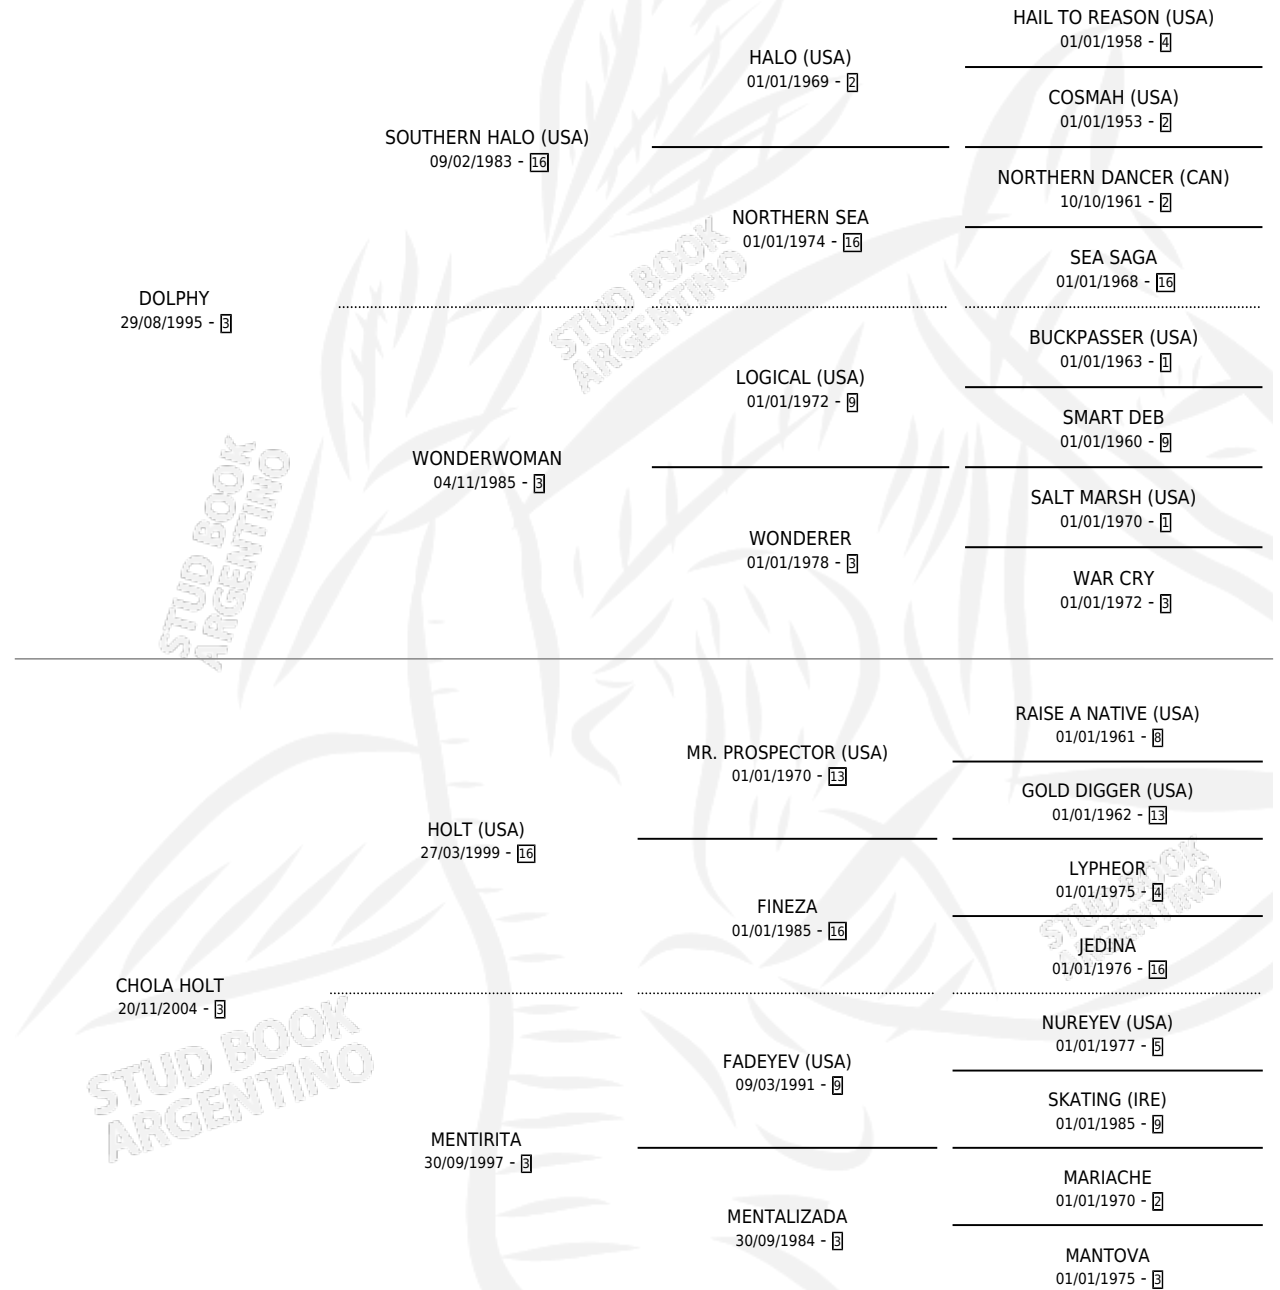 HAIL TO REASON (USA)
01/01/1958 - 4
HALO (USA)
01/01/1969 - 2
COSMAH (USA)
01/01/1953 - 2
SOUTHERN HALO (USA)
09/02/1983 - 16
NORTHERN DANCER (CAN)
10/10/1961 - 2
NORTHERN SEA
01/01/1974 - 16
SEA SAGA
01/01/1968 - 16
STUD BOOK
ARGENTINO
DOLPHY
29/08/1995 - 3
BUCKPASSER (USA)
01/01/1963 - 1
LOGICAL (USA)
01/01/1972 - 9
SMART DEB
01/01/1960 - 9
WONDERWOMAN
04/11/1985 - 3
SALT MARSH (USA)
01/01/1970 - 1
WONDERER
01/01/1978 - 3
WAR CRY
01/01/1972 - 3
STUD BOOK
ARGENTINO
RAISE A NATIVE (USA)
01/01/1961 - 8
MR. PROSPECTOR (USA)
01/01/1970 - 13
GOLD DIGGER (USA)
01/01/1962 - 13
HOLT (USA)
27/03/1999 - 16
LYPHEOR
01/01/1975 - 4
FINEZA
01/01/1985 - 16
JEDINA
01/01/1976 - 16
STUD BOOK
ARGENTINO
CHOLA HOLT
20/11/2004 - 3
NUREYEV (USA)
01/01/1977 - 5
FADEYEV (USA)
09/03/1991 - 9
SKATING (IRE)
01/01/1985 - 9
STUD BOOK
ARGENTINO
MENTIRITA
30/09/1997 - 3
MARIACHE
01/01/1970 - 2
MENTALIZADA
30/09/1984 - 3
MANTOVA
01/01/1975 - 3